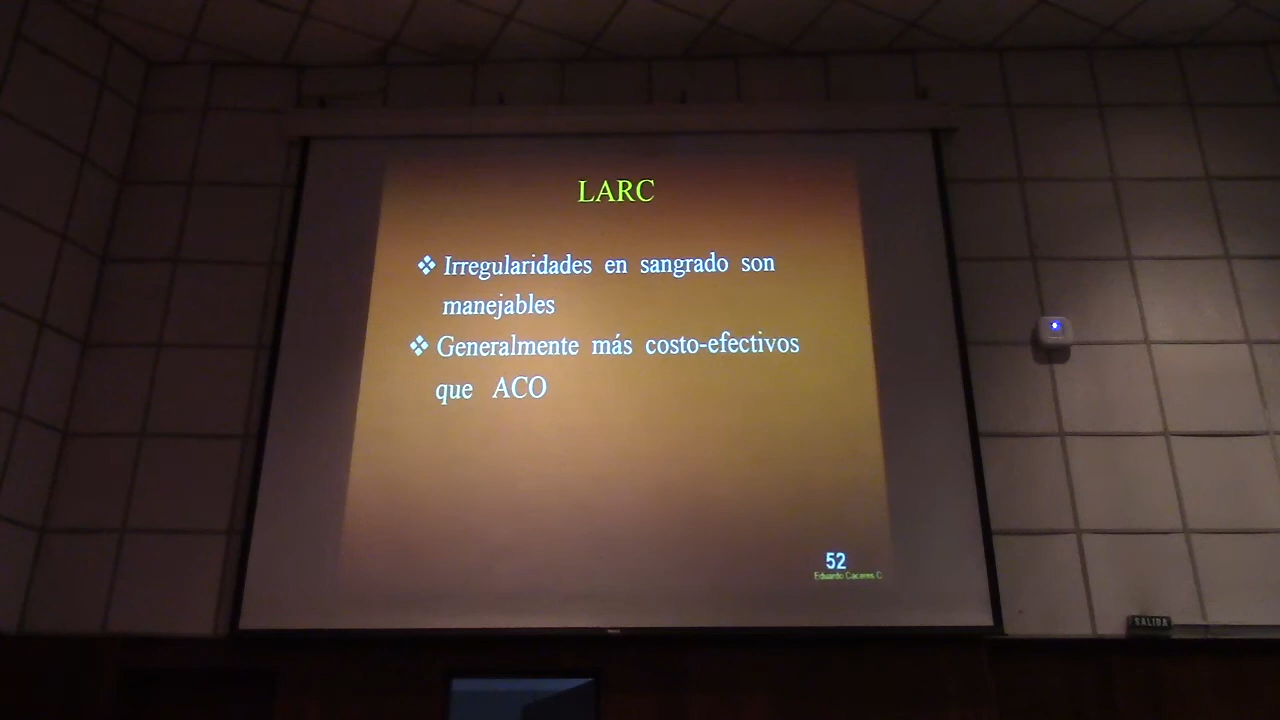 LARC
❖ Irregularidades en sangrado son
manejables
❖ Generalmente más costo-efectivos
que ACO
52
Eduardo Caceres C
SALIDA